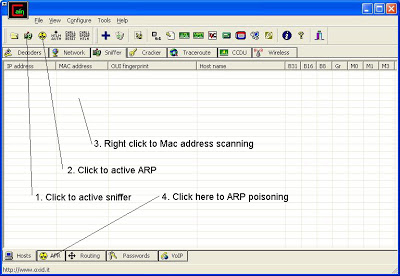 ain
File View Configure Tools Help
Decoders Network Sniffer Cracker Traceroute CCDU Wireless
IP address MAC address OUI fingerprint Host name B31 B16 B8 Gr M0 M1 M3
3. Right click to Mac address scanning
2. Click to active ARP
1. Click to active sniffer
4. Click here to ARP poisoning
Hosts APR Routing Passwords VoIP
http://www.oxid.it